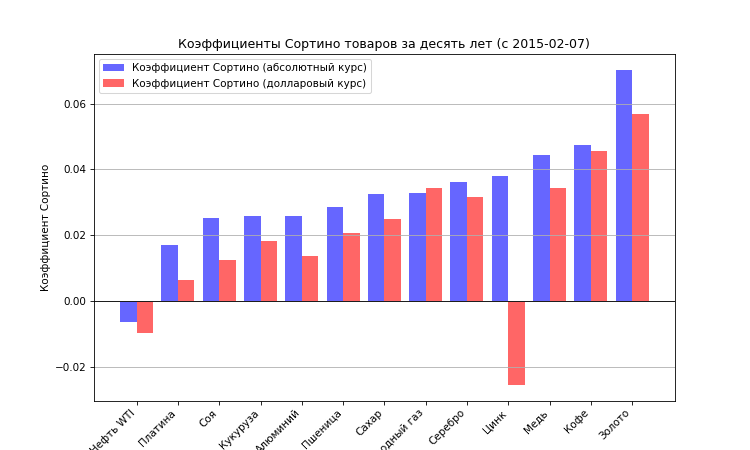 Коэффициенты Сортино товаров за десять лет (с 2015-02-07)
Коэффициент Сортино (абсолютный курс)
Коэффициент Сортино (долларовый курс)
Коэффициент Сортино
0.06
0.04
0.02
0.00
−0.02
Нефть WTI
Платина
Соя
Кукуруза
Алюминий
Пшеница
Сахар
газ
Серебро
Цинк
Медь
Кофе
Золото